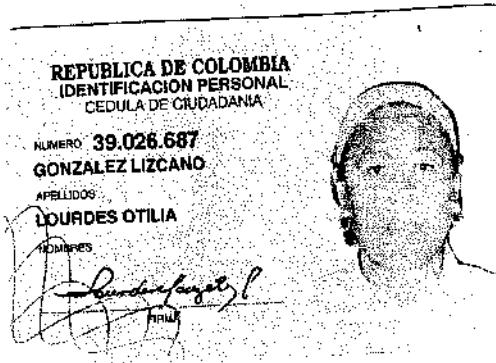 REPUBLICA DE COLOMBIA
IDENTIFICACION PERSONAL
CEDULA DE CIUDADANIA
NUMERO 39.026.687
GONZALEZ LIZCANO
APELLIDOS
LOURDES OTILIA
NOMBRES
FIRMA